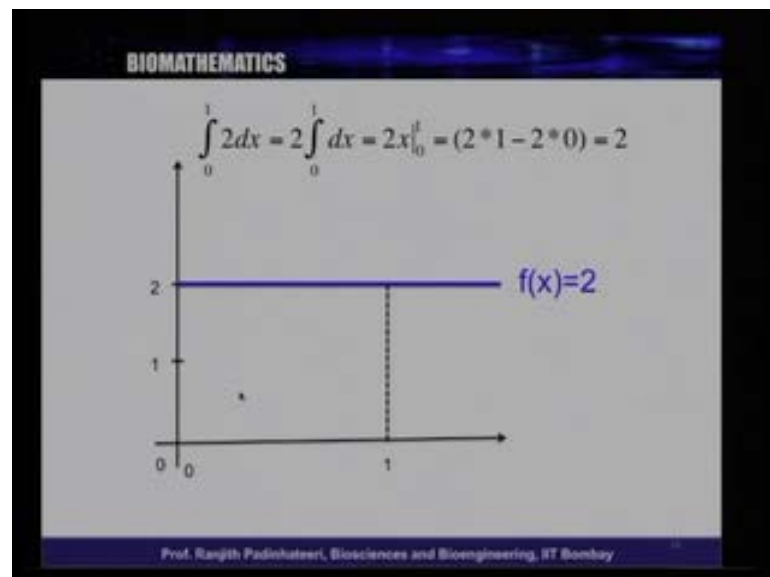 BIOMATHEMATICS
∫₀¹ 2dx = 2∫₀¹ dx = 2x|₀¹ = (2*1 − 2*0) = 2
2
f(x)=2
1
0 0 1
Prof. Ranjith Padinhateeri, Biosciences and Bioengineering, IIT Bombay